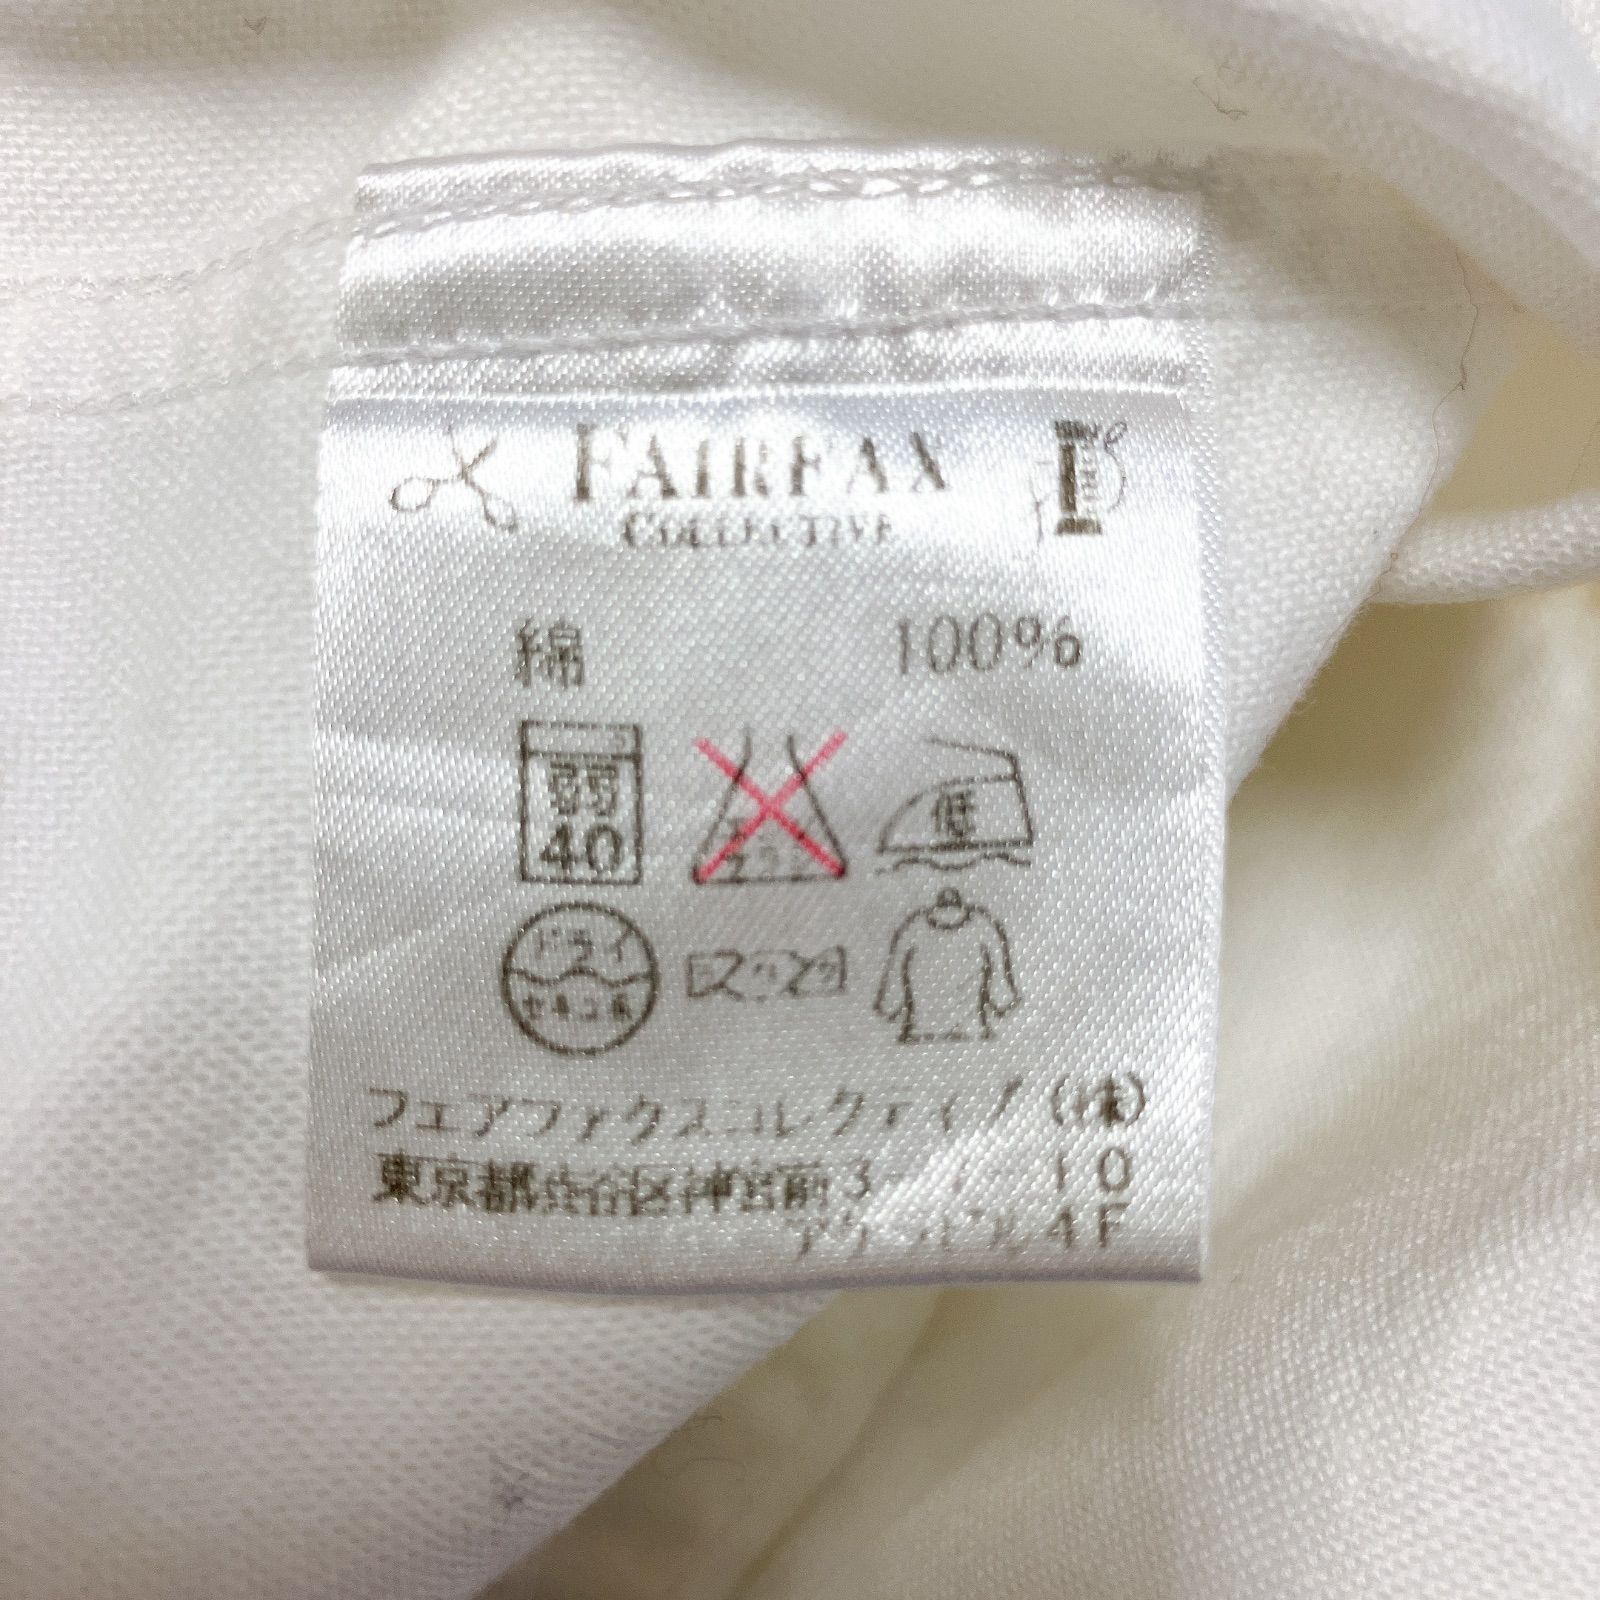 FAIRFAX
COLLECTIVE
綿 100%
弱
40
低
ドライ
セキユ系
フェアファクスコレクティブ(株)
東京都渋谷区神宮前3-
10
4F